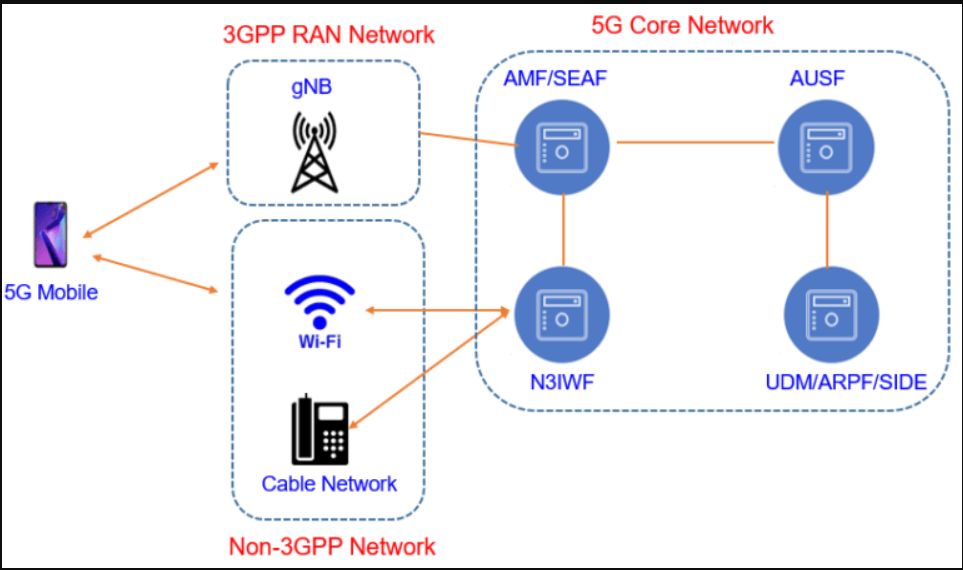 3GPP RAN Network
5G Core Network
gNB
AMF/SEAF
AUSF
5G Mobile
Wi-Fi
N3IWF
UDM/ARPF/SIDE
Cable Network
Non-3GPP Network